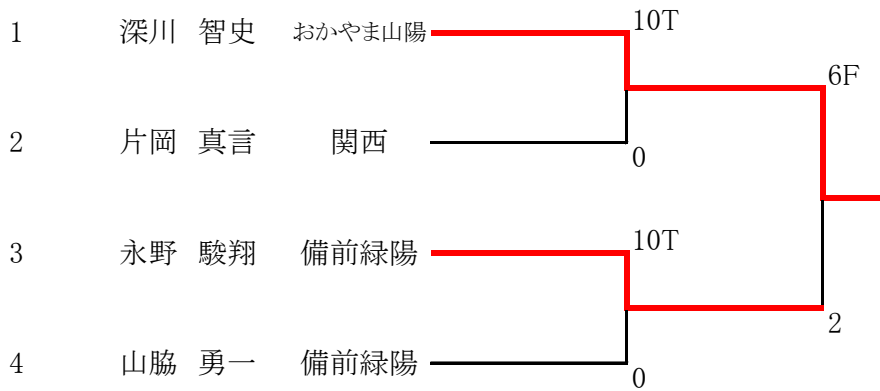 1 深川 智史 おかやま山陽 10T
6F
2 片岡 真言 関西 0
3 永野 駿翔 備前緑陽 10T
2
4 山脇 勇一 備前緑陽 0